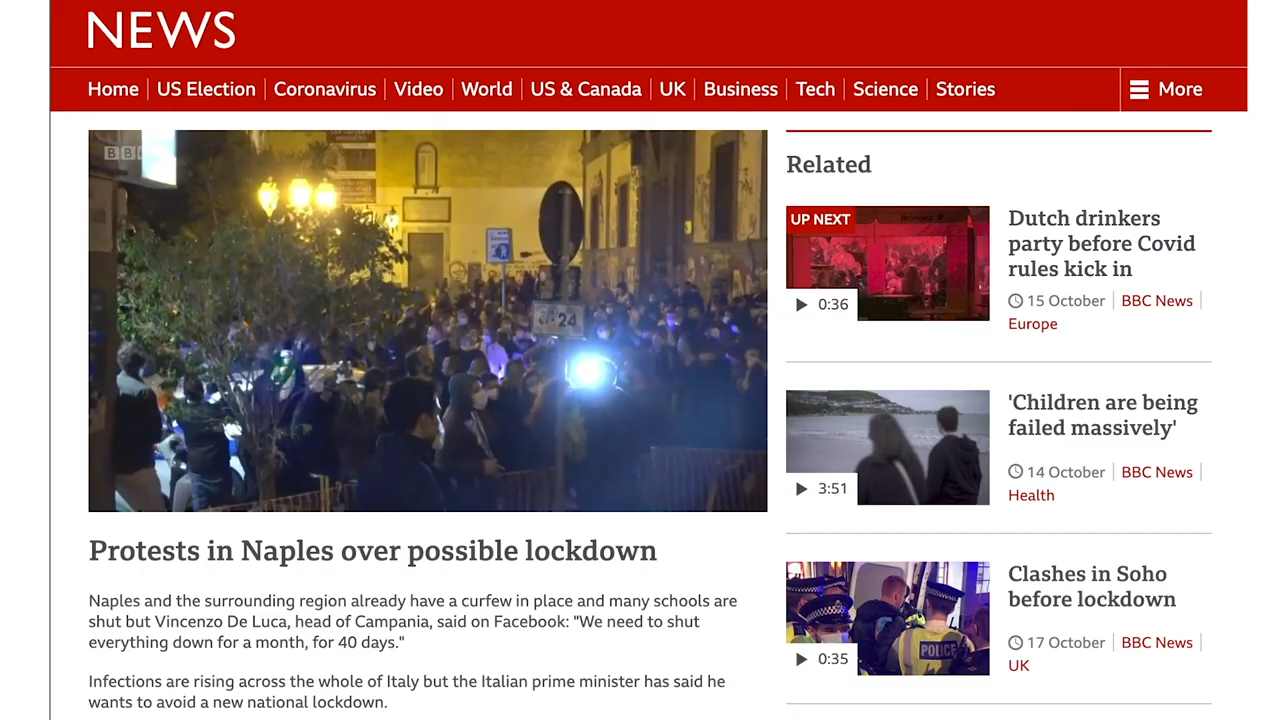 NEWS
Home
US Election
Coronavirus
Video
World
US & Canada
UK
Business
Tech
Science
Stories
More
BBC
Protests in Naples over possible lockdown
Naples and the surrounding region already have a curfew in place and many schools are
shut but Vincenzo De Luca, head of Campania, said on Facebook: "We need to shut
everything down for a month, for 40 days."
Infections are rising across the whole of Italy but the Italian prime minister has said he
wants to avoid a new national lockdown.
Related
UP NEXT
0:36
Dutch drinkers
party before Covid
rules kick in
15 October
BBC News
Europe
3:51
'Children are being
failed massively'
14 October
BBC News
Health
POLICE
0:35
Clashes in Soho
before lockdown
17 October
BBC News
UK